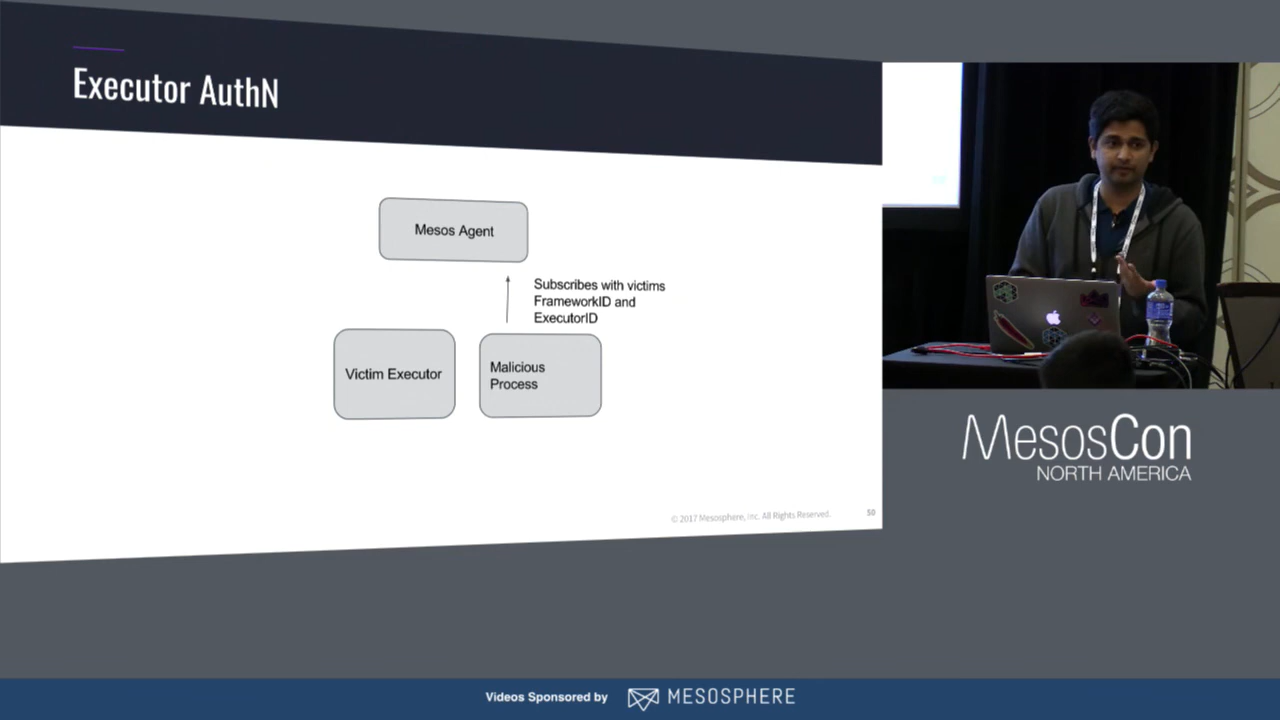 Executor AuthN
Mesos Agent
Subscribes with victims
FrameworkID and
ExecutorID
Victim Executor
Malicious
Process
© 2017 Mesosphere, Inc. All Rights Reserved.
50
MesosCon
NORTH AMERICA
Videos Sponsored by
MESOSPHERE